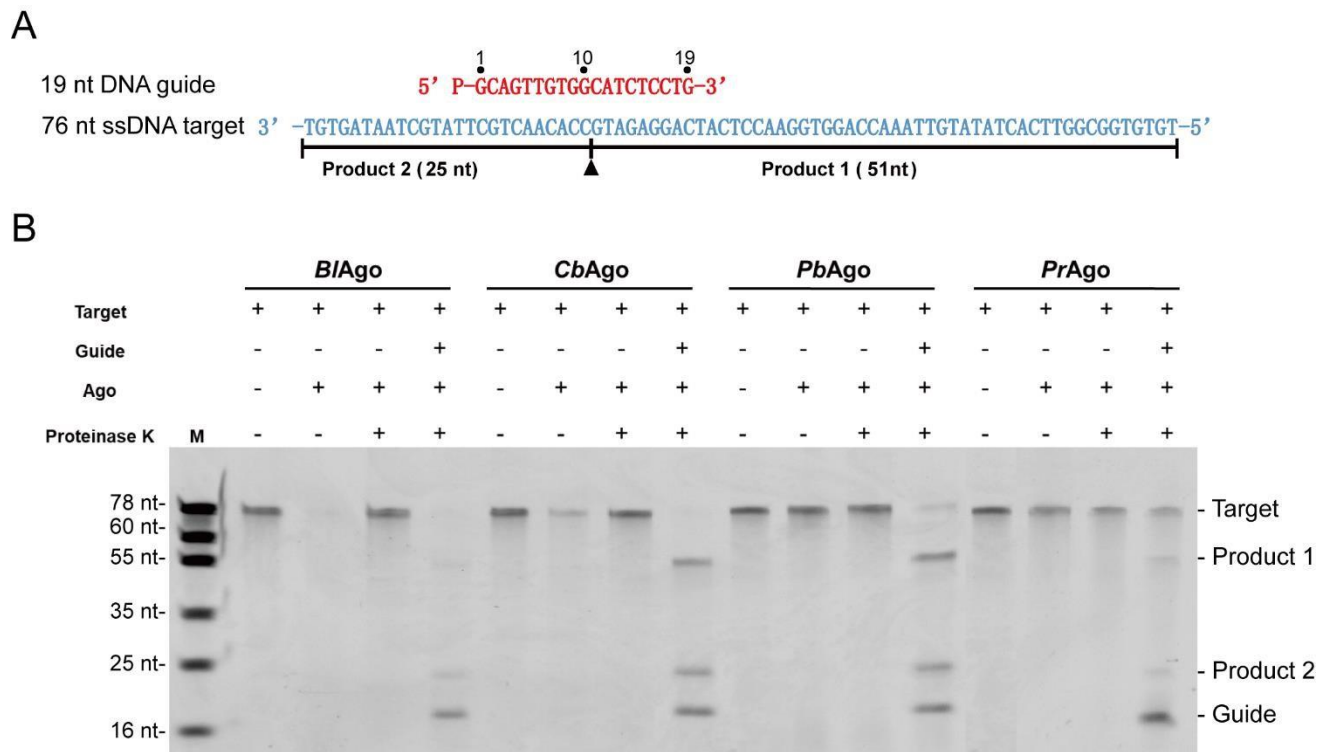 A
1 10 19
19 nt DNA guide 5' P-GCAGTTGTGGCATCTCCTG-3'
76 nt ssDNA target 3' -TGTGATAATCGTATTCGTCAACACCGTAGAGGACTACTCCAAGGTGGACCAAATTGTATATCACTTGGCGGTGTGT-5'
Product 2 (25 nt) Product 1 (51nt)
B
BlAgo CbAgo PbAgo PrAgo
Target + + + + + + + + + + + + + + + +
Guide - - - + - - - + - - - + - - - +
Ago - + + + - + + + - + + + - + + +
Proteinase K M - - + + - - + + - - + + - - + +
78 nt- - Target
60 nt-
55 nt- - Product 1
35 nt-
25 nt- - Product 2
16 nt- - Guide